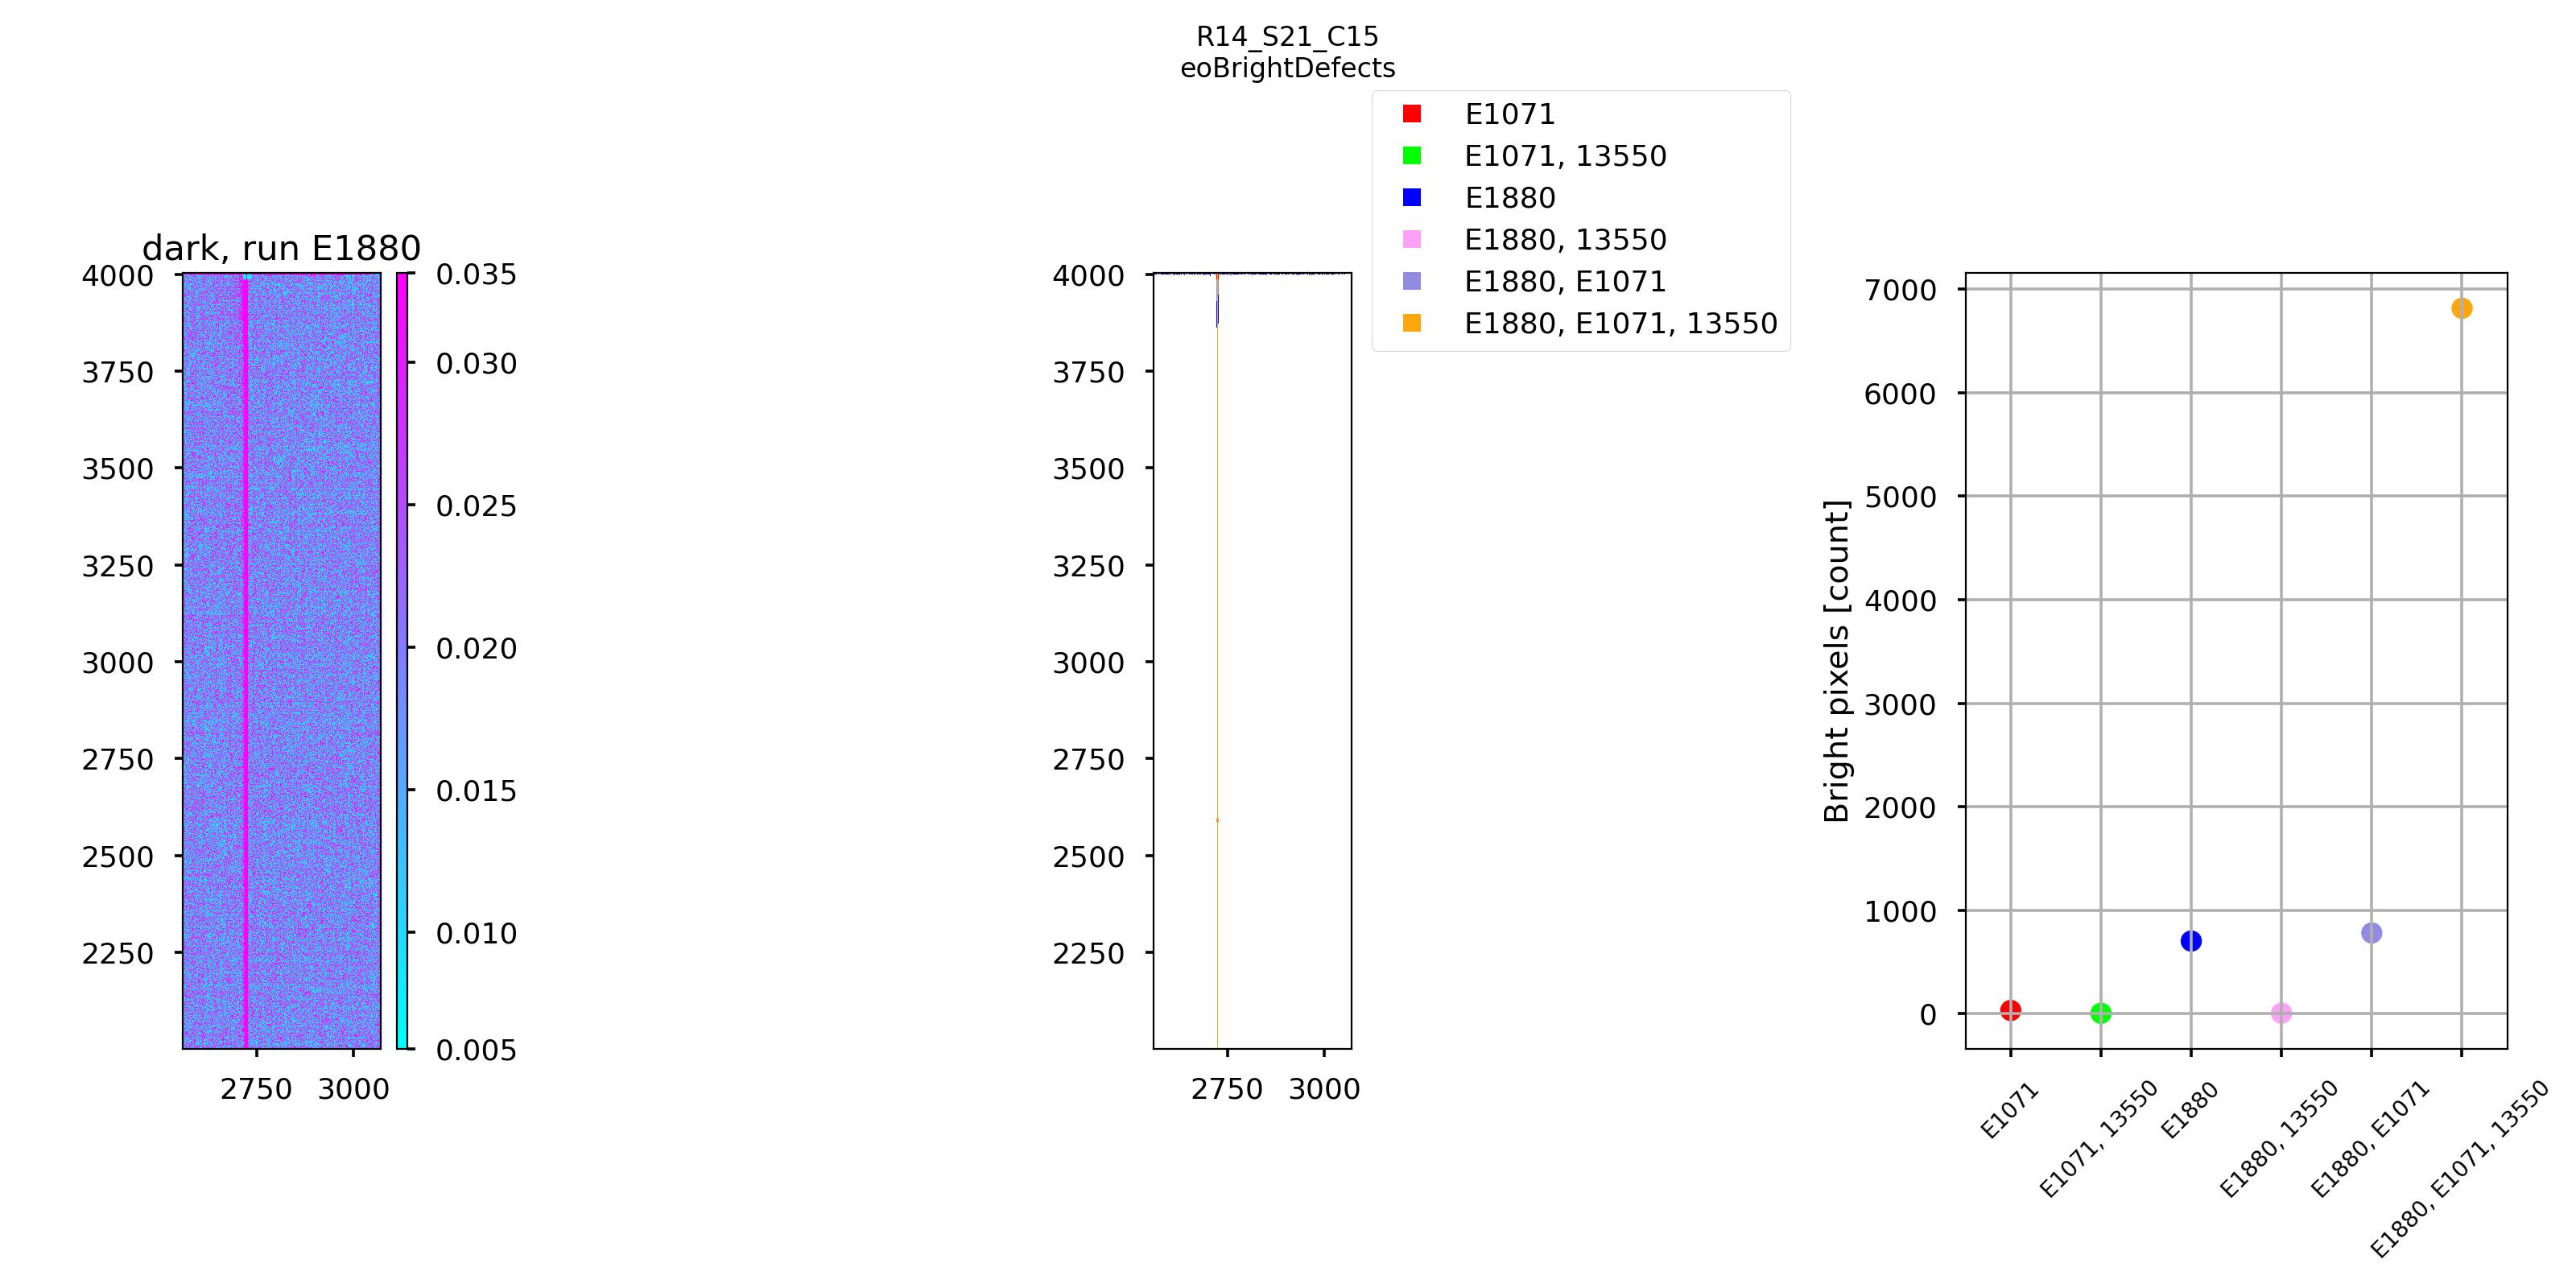 R14_S21_C15
eoBrightDefects
E1071
E1071, 13550
E1880
E1880, 13550
E1880, E1071
E1880, E1071, 13550
dark, run E1880
4000
3750
3500
3250
3000
2750
2500
2250
2750 3000
0.035
0.030
0.025
0.020
0.015
0.010
0.005
4000
3750
3500
3250
3000
2750
2500
2250
2750 3000
Bright pixels [count]
7000
6000
5000
4000
3000
2000
1000
0
E1071
E1071, 13550
E1880
E1880, 13550
E1880, E1071
E1880, E1071, 13550